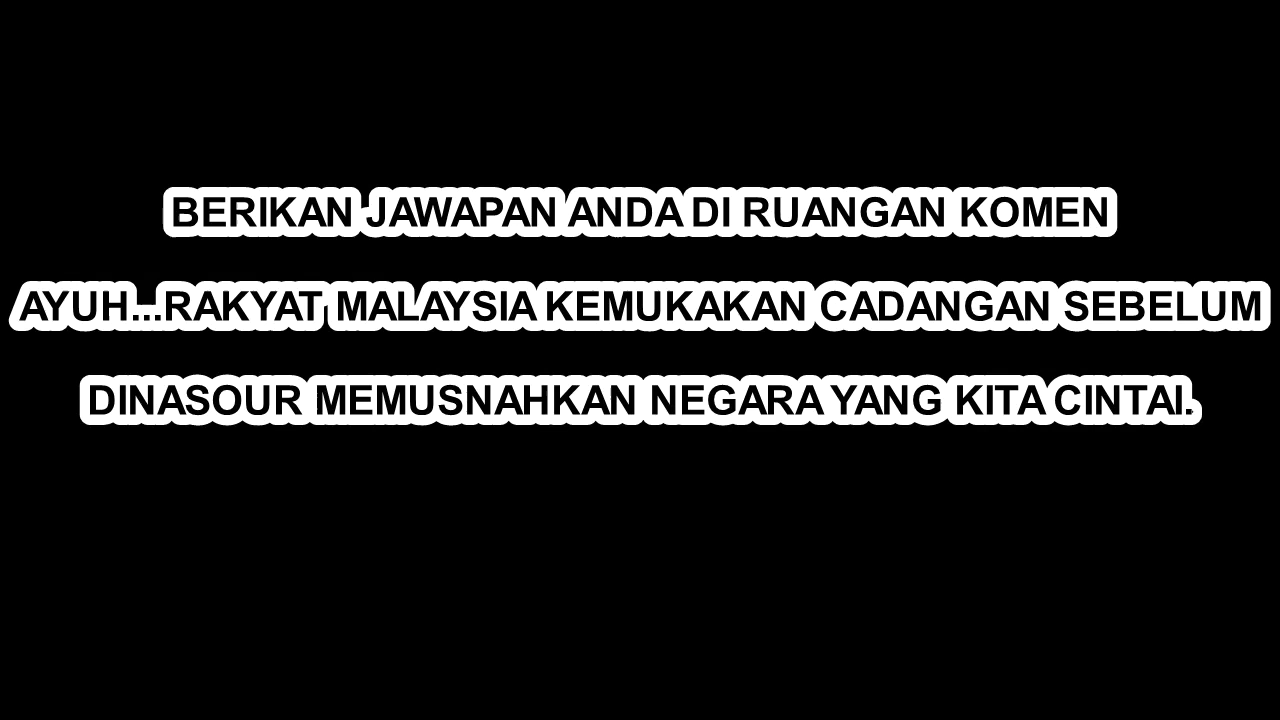 BERIKAN JAWAPAN ANDA DI RUANGAN KOMEN
AYUH...RAKYAT MALAYSIA KEMUKAKAN CADANGAN SEBELUM
DINASOUR MEMUSNAHKAN NEGARA YANG KITA CINTAI.